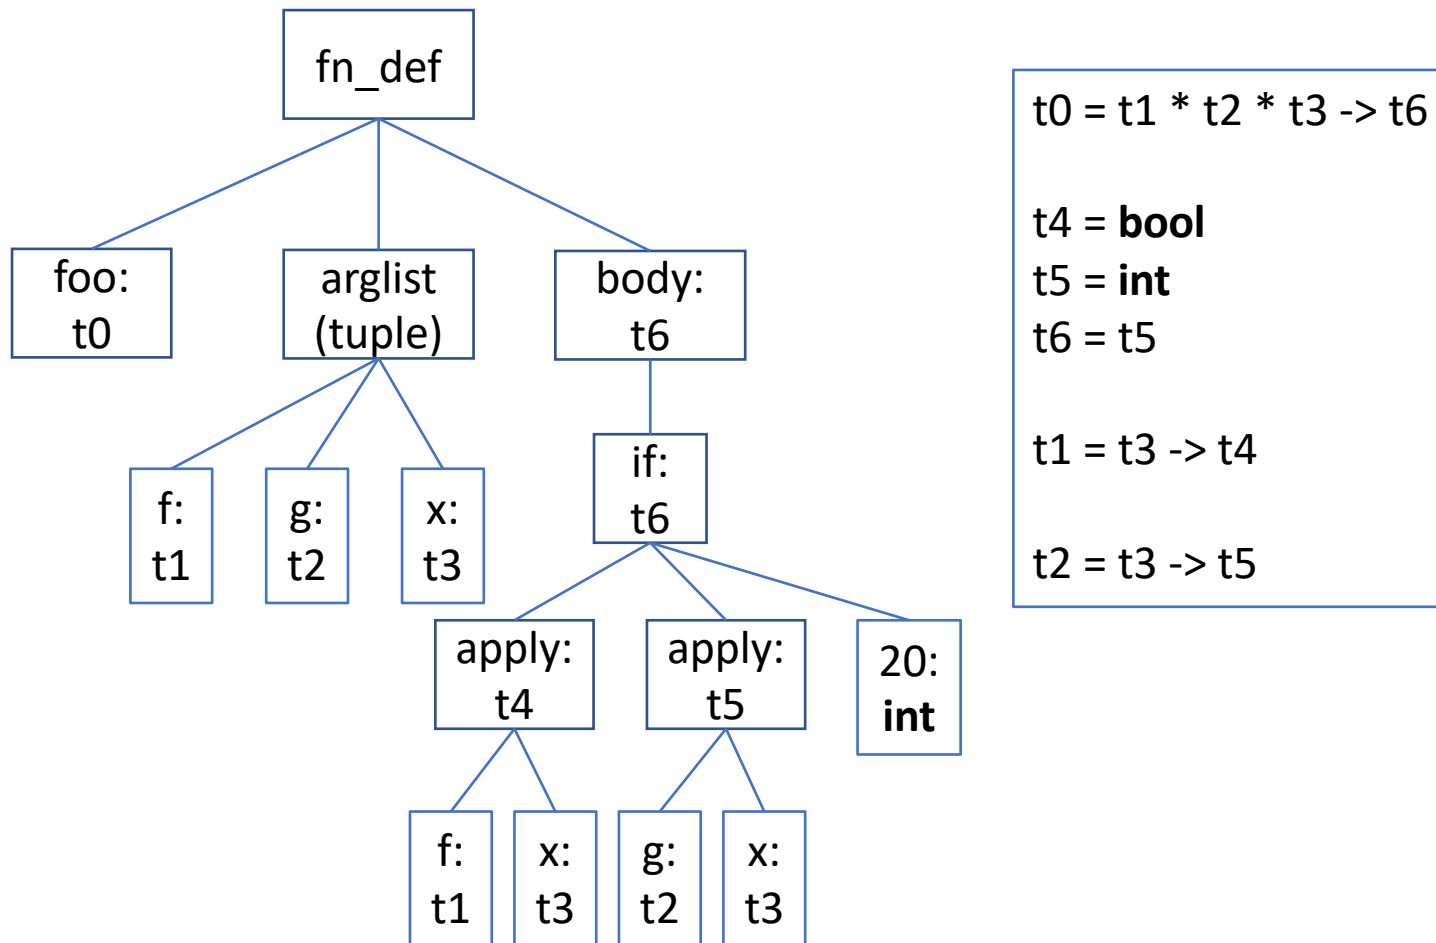 fn_def
foo:
t0
arglist
(tuple)
body:
t6
f:
t1
g:
t2
x:
t3
if:
t6
apply:
t4
apply:
t5
20:
int
f:
t1
x:
t3
g:
t2
x:
t3
t0 = t1 * t2 * t3 -> t6
t4 = bool
t5 = int
t6 = t5
t1 = t3 -> t4
t2 = t3 -> t5